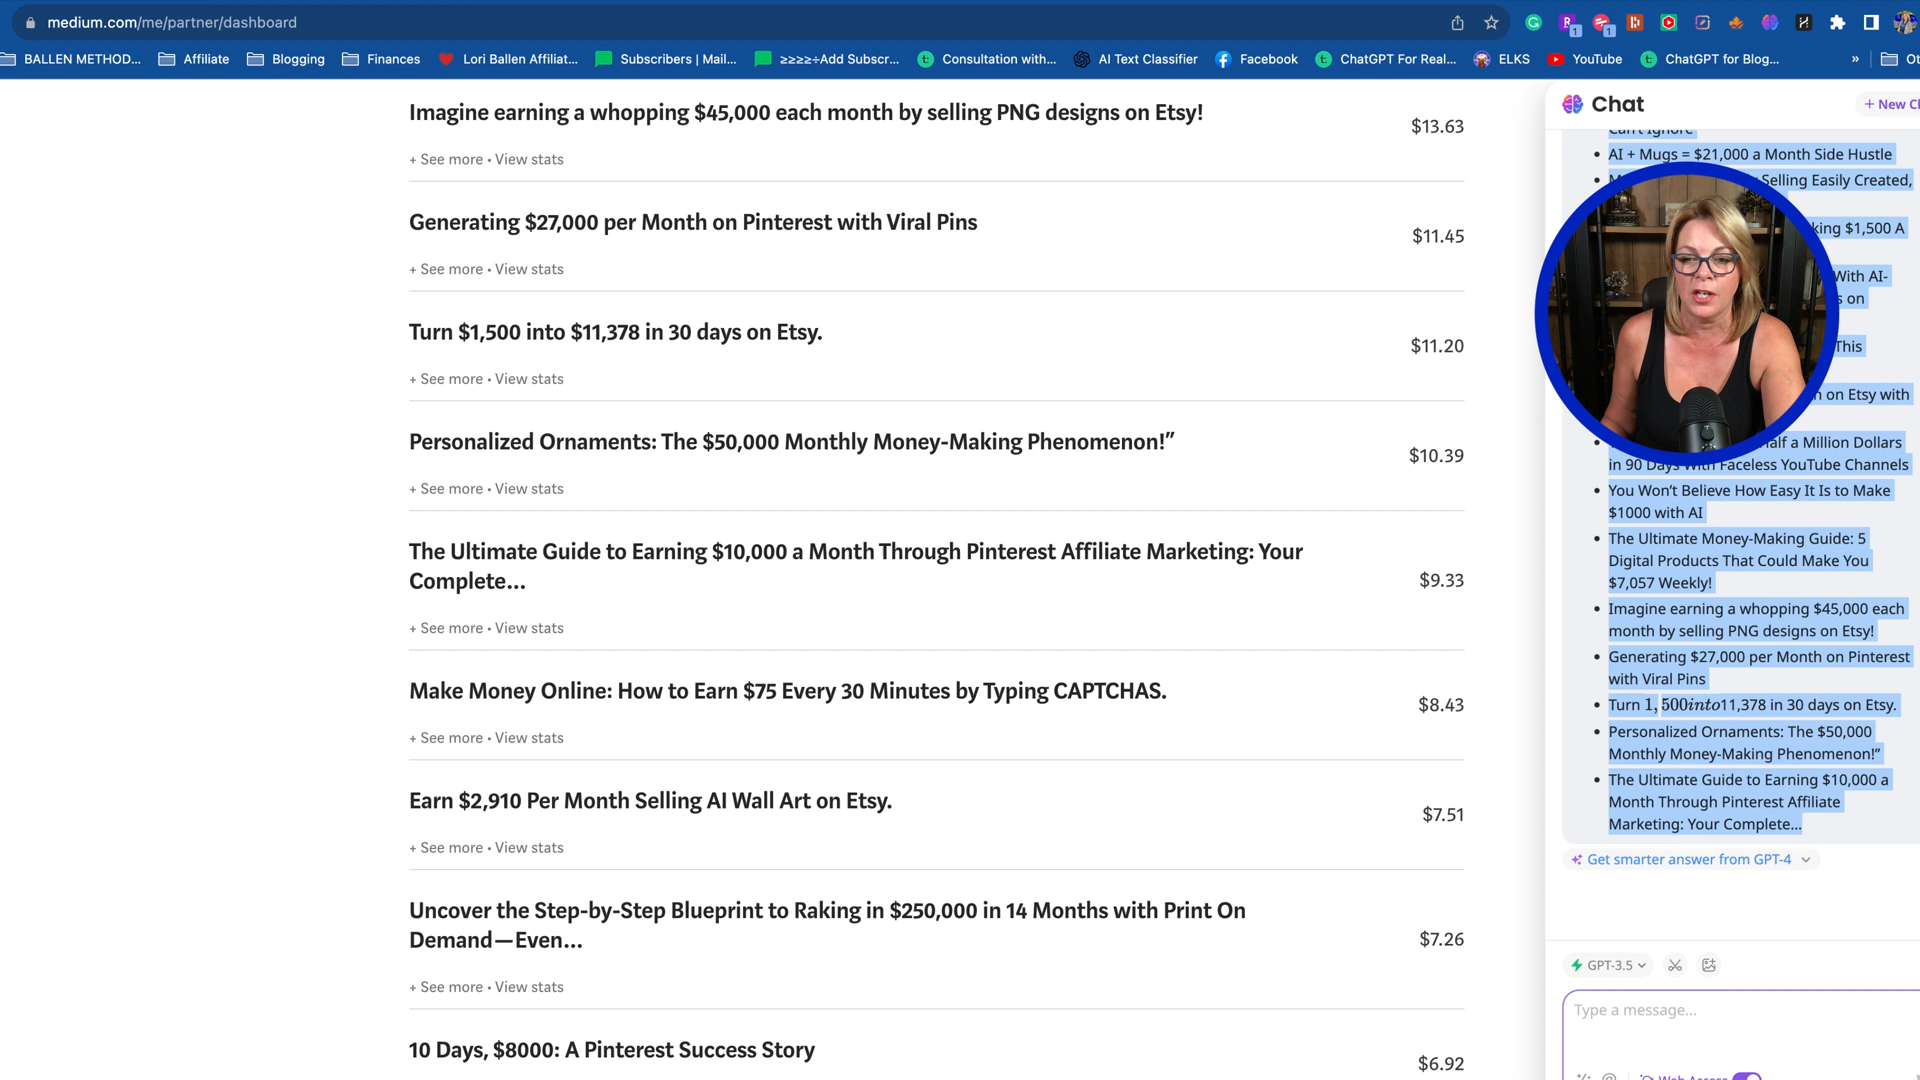 medium.com/me/partner/dashboard
1
1
BALLEN METHOD...
Affiliate
Blogging
Finances
Lori Ballen Affiliat...
Subscribers | Mail...
≥≥≥≥÷Add Subscr...
Consultation with...
AI Text Classifier
Facebook
ChatGPT For Real...
ELKS
YouTube
ChatGPT for Blog...
»
Imagine earning a whopping $45,000 each month by selling PNG designs on Etsy!
$13.63
+ See more • View stats
Generating $27,000 per Month on Pinterest with Viral Pins
$11.45
+ See more • View stats
Turn $1,500 into $11,378 in 30 days on Etsy.
$11.20
+ See more • View stats
Personalized Ornaments: The $50,000 Monthly Money-Making Phenomenon!”
$10.39
+ See more • View stats
The Ultimate Guide to Earning $10,000 a Month Through Pinterest Affiliate Marketing: Your
Complete...
$9.33
+ See more • View stats
Make Money Online: How to Earn $75 Every 30 Minutes by Typing CAPTCHAS.
$8.43
+ See more • View stats
Earn $2,910 Per Month Selling AI Wall Art on Etsy.
$7.51
+ See more • View stats
Uncover the Step-by-Step Blueprint to Raking in $250,000 in 14 Months with Print On
Demand—Even...
$7.26
+ See more • View stats
10 Days, $8000: A Pinterest Success Story
$6.92
Chat
+ New
Can't Ignore
AI + Mugs = $21,000 a Month Side Hustle
Selling Easily Created,
$1,500 A
With AI-
on
This
on Etsy with
Half a Million Dollars
in 90 Days With Faceless YouTube Channels
You Won’t Believe How Easy It Is to Make
$1000 with AI
The Ultimate Money-Making Guide: 5
Digital Products That Could Make You
$7,057 Weekly!
Imagine earning a whopping $45,000 each
month by selling PNG designs on Etsy!
Generating $27,000 per Month on Pinterest
with Viral Pins
Turn 1,500into11,378 in 30 days on Etsy.
Personalized Ornaments: The $50,000
Monthly Money-Making Phenomenon!”
The Ultimate Guide to Earning $10,000 a
Month Through Pinterest Affiliate
Marketing: Your Complete...
Get smarter answer from GPT-4
GPT-3.5
Type a message...
Web Access